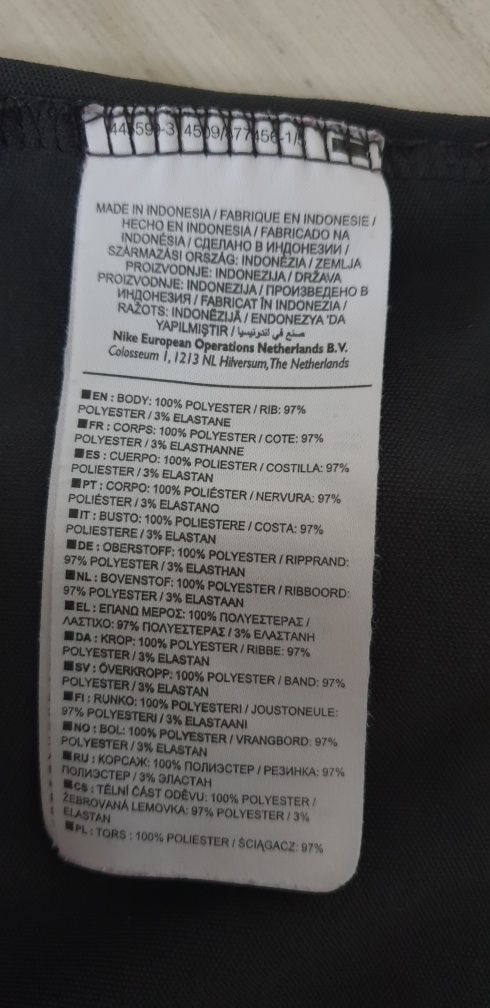 MADE IN INDONESIA / FABRIQUE EN INDONESIE /
HECHO EN INDONESIA / FABRICADO NA
INDONÉSIA / СДЕЛАНО В ИНДОНЕЗИИ /
SZÁRMAZÁSI ORSZÁG: INDONÉZIA / ZEMLJA
PROIZVODNJE: INDONEZIJA / DRŽAVA
PROIZVODNJE: INDONEZIJA / ПРОИЗВЕДЕНО В
ИНДОНЕЗИЯ / FABRICAT ÎN INDONEZIA /
RAŽOTS: INDONĒZIJĀ / ENDONEZYA 'DA
YAPILMIŞTIR / صنع في اندونيسيا
Nike European Operations Netherlands B.V.
Colosseum 1, 1213 NL Hilversum, The Netherlands
EN : BODY: 100% POLYESTER / RIB: 97%
POLYESTER / 3% ELASTANE
FR : CORPS: 100% POLYESTER / COTE: 97%
POLYESTER / 3% ELASTHANNE
ES : CUERPO: 100% POLIESTER / COSTILLA: 97%
POLIESTER / 3% ELASTAN
PT : CORPO: 100% POLIÉSTER / NERVURA: 97%
POLIÉSTER / 3% ELASTANO
IT : BUSTO: 100% POLIESTERE / COSTA: 97%
POLIESTERE / 3% ELASTAN
DE : OBERSTOFF: 100% POLYESTER / RIPPRAND:
97% POLYESTER / 3% ELASTHAN
NL : BOVENSTOF: 100% POLYESTER / RIBBOORD:
97% POLYESTER / 3% ELASTAAN
EL : ΕΠΑΝΩ ΜΕΡΟΣ: 100% ΠΟΛΥΕΣΤΕΡΑΣ /
ΛΑΣΤΙΧΟ: 97% ΠΟΛΥΕΣΤΕΡΑΣ / 3% ΕΛΑΣΤΑΝΗ
DA : KROP: 100% POLYESTER / RIBBE: 97%
POLYESTER / 3% ELASTAN
SV : ÖVERKROPP: 100% POLYESTER / BAND: 97%
POLYESTER / 3% ELASTAN
FI : RUNKO: 100% POLYESTERI / JOUSTONEULE:
97% POLYESTERI / 3% ELASTAANI
NO : BOL: 100% POLYESTER / VRANGBORD: 97%
POLYESTER / 3% ELASTAN
RU : КОРСАЖ: 100% ПОЛИЭСТЕР / РЕЗИНКА: 97%
ПОЛИЭСТЕР / 3% ЭЛАСТАН
CS : TĚLNÍ ČÁST ODĚVU: 100% POLYESTER /
ŽEBROVANÁ LEMOVKA: 97% POLYESTER / 3%
ELASTAN
PL : TORS : 100% POLIESTER / ŚCIĄGACZ: 97%